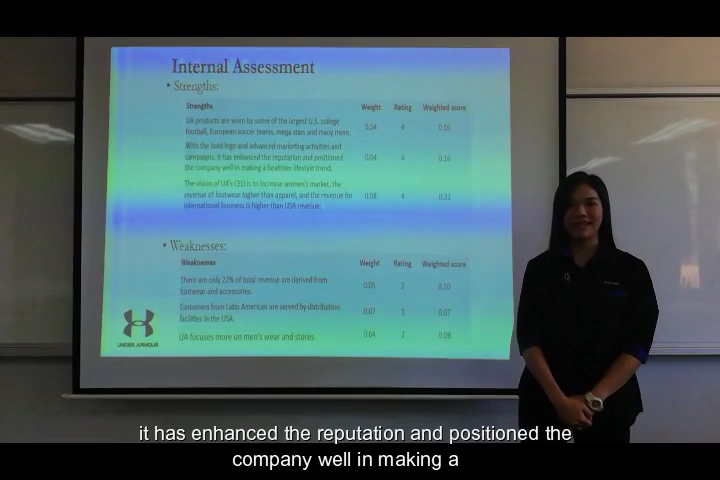 Internal Assessment
• Strengths:
Strengths Weight Rating Weighted score
UA products are worn by some of the largest U.S. college
football, European soccer teams, mega stars and many more. 0.04 4 0.16
With the bold logo and advanced marketing activities and
campaigns, it has enhanced the reputation and positioned 0.04 4 0.16
the company well in making a healthier lifestyle trend.
The vision of UA's CEO is to increase women's market, the
revenue of footwear higher than apparel, and the revenue for 0.08 4 0.32
international business is higher than USA revenue.
• Weaknesses:
Weaknesses Weight Rating Weighted score
There are only 22% of total revenue are derived from
footwear and accessories. 0.05 2 0.10
Customers from Latin American are served by distribution
facilities in the USA. 0.07 1 0.07
UA focuses more on men's wear and stores. 0.04 2 0.08
UNDER ARMOUR
it has enhanced the reputation and positioned the
company well in making a